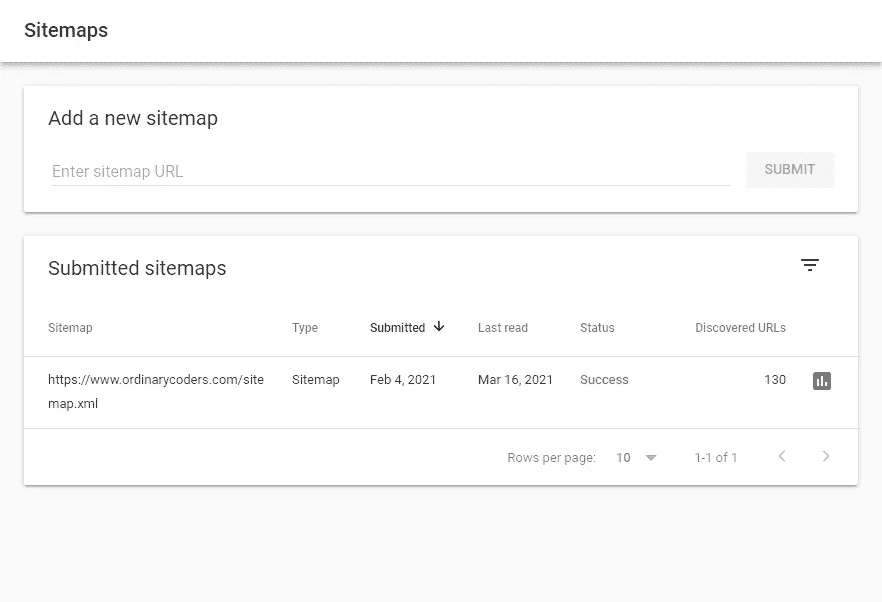 Sitemaps
Add a new sitemap
Enter sitemap URL
SUBMIT
Submitted sitemaps
Sitemap Type Submitted Last read Status Discovered URLs
https://www.ordinarycoders.com/site Sitemap Feb 4, 2021 Mar 16, 2021 Success 130
map.xml
Rows per page: 10 1-1 of 1